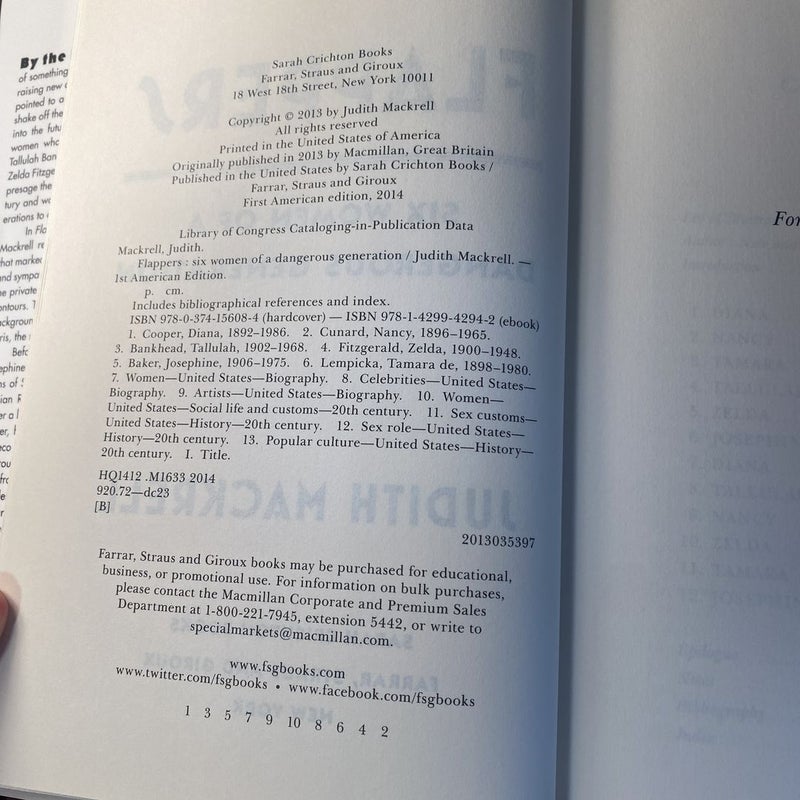 By the
of something
raising new
pointed to a
shake off the
into the futu
women who
Tallulah Ban
Zelda Fitzge
presage the
tury and wo
erations to
In Fla
Mackrell re
that marked
and sympa
e private
ontours. T
ackgroun
ris, the
Befo
ephine
ns of
ian F
er a l
er, h
eco
rou
fro
Sarah Crichton Books
Farrar, Straus and Giroux
18 West 18th Street, New York 10011
Copyright © 2013 by Judith Mackrell
All rights reserved
Printed in the United States of America
Originally published in 2013 by Macmillan, Great Britain
Published in the United States by Sarah Crichton Books /
Farrar, Straus and Giroux
First American edition, 2014
Library of Congress Cataloging-in-Publication Data
Mackrell, Judith.
Flappers : six women of a dangerous generation / Judith Mackrell. —
1st American Edition.
p. cm.
Includes bibliographical references and index.
ISBN 978-0-374-15608-4 (hardcover) — ISBN 978-1-4299-4294-2 (ebook)
1. Cooper, Diana, 1892–1986. 2. Cunard, Nancy, 1896–1965.
3. Bankhead, Tallulah, 1902–1968. 4. Fitzgerald, Zelda, 1900–1948.
5. Baker, Josephine, 1906–1975. 6. Lempicka, Tamara de, 1898–1980.
7. Women—United States—Biography. 8. Celebrities—United States—
Biography. 9. Artists—United States—Biography. 10. Women—
United States—Social life and customs—20th century. 11. Sex customs—
United States—History—20th century. 12. Sex role—United States—
History—20th century. 13. Popular culture—United States—History—
20th century. I. Title.
HQ1412 .M1633 2014
920.72—dc23
[B]
2013035397
Farrar, Straus and Giroux books may be purchased for educational,
business, or promotional use. For information on bulk purchases,
please contact the Macmillan Corporate and Premium Sales
Department at 1-800-221-7945, extension 5442, or write to
specialmarkets@macmillan.com.
www.fsgbooks.com
www.twitter.com/fsgbooks • www.facebook.com/fsgbooks
1 3 5 7 9 10 8 6 4 2
For